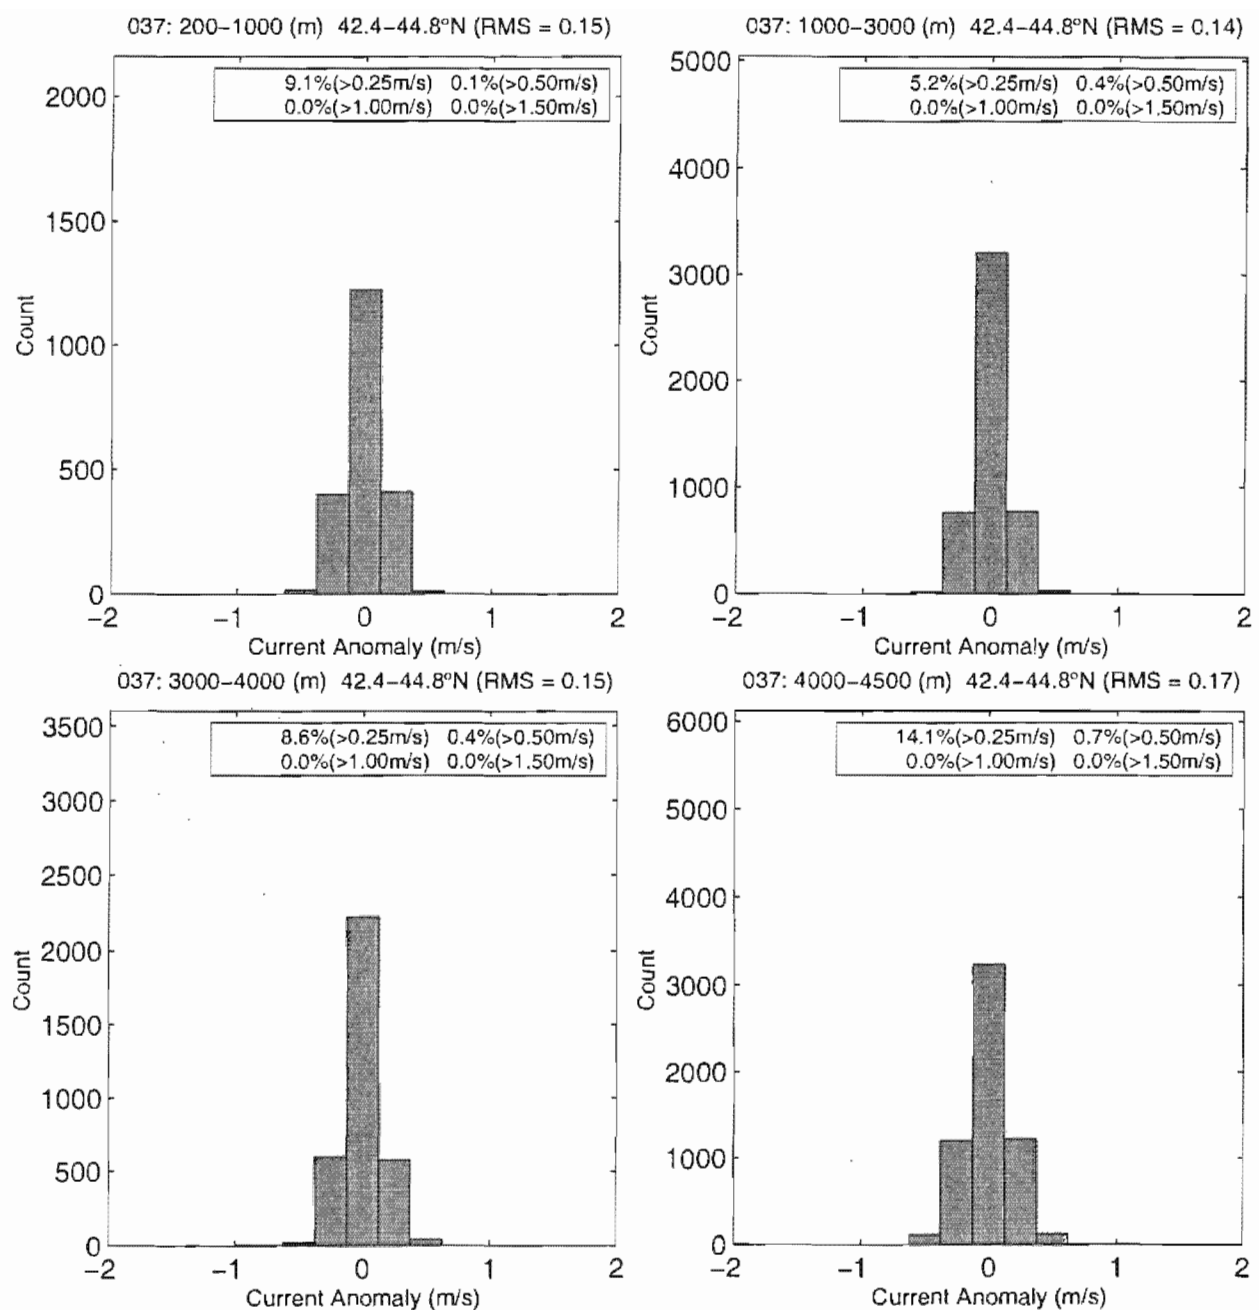 037: 200−1000 (m) 42.4−44.8°N (RMS = 0.15)
9.1%(>0.25m/s) 0.1%(>0.50m/s)
0.0%(>1.00m/s) 0.0%(>1.50m/s)
2000
1500
1000
500
0
Count
−2 −1 0 1 2
Current Anomaly (m/s)
037: 1000−3000 (m) 42.4−44.8°N (RMS = 0.14)
5.2%(>0.25m/s) 0.4%(>0.50m/s)
0.0%(>1.00m/s) 0.0%(>1.50m/s)
5000
4000
3000
2000
1000
0
Count
−2 −1 0 1 2
Current Anomaly (m/s)
037: 3000−4000 (m) 42.4−44.8°N (RMS = 0.15)
8.6%(>0.25m/s) 0.4%(>0.50m/s)
0.0%(>1.00m/s) 0.0%(>1.50m/s)
3500
3000
2500
2000
1500
1000
500
0
Count
−2 −1 0 1 2
Current Anomaly (m/s)
037: 4000−4500 (m) 42.4−44.8°N (RMS = 0.17)
14.1%(>0.25m/s) 0.7%(>0.50m/s)
0.0%(>1.00m/s) 0.0%(>1.50m/s)
6000
5000
4000
3000
2000
1000
0
Count
−2 −1 0 1 2
Current Anomaly (m/s)